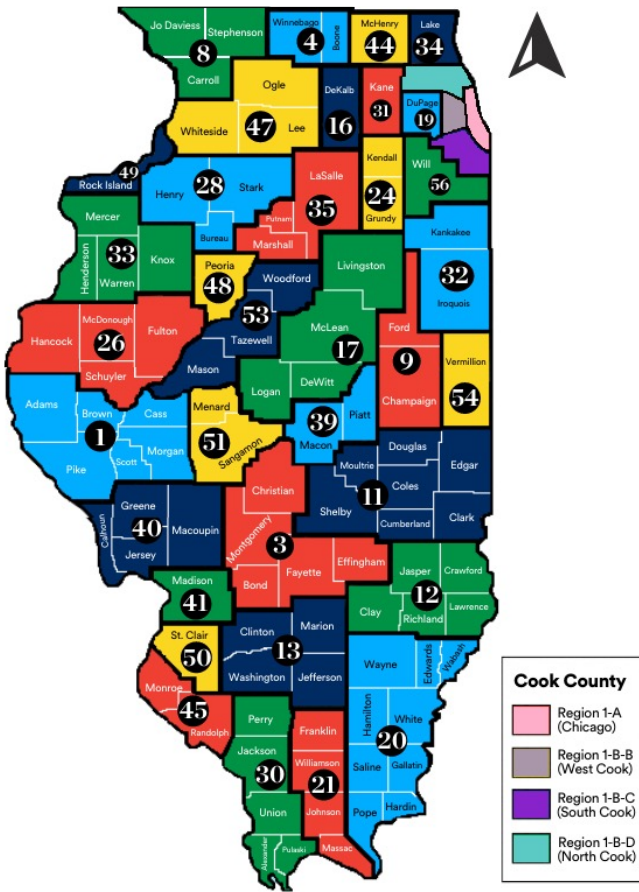 Jo Daviess
Stephenson
8
Carroll
Winnebago
4
Boone
McHenry
44
Lake
34
Ogle
DeKalb
16
Kane
31
DuPage
19
Whiteside
47
Lee
49
Rock Island
Henry
28
Stark
Bureau
LaSalle
35
Putnam
Marshall
Kendall
24
Grundy
Will
56
Kankakee
32
Iroquois
Mercer
33
Henderson
Warren
Knox
Peoria
48
Woodford
53
Tazewell
Mason
Livingston
McLean
17
Logan
DeWitt
Ford
9
Champaign
Vermillion
54
Hancock
McDonough
26
Fulton
Schuyler
Adams
Brown
Cass
1
Pike
Scott
Morgan
Menard
51
Sangamon
39
Macon
Piatt
Douglas
Moultrie
Edgar
11
Coles
Shelby
Cumberland
Clark
Greene
40
Calhoun
Jersey
Macoupin
Christian
Montgomery
3
Bond
Fayette
Effingham
Jasper
Crawford
12
Clay
Richland
Lawrence
Madison
41
St. Clair
50
Clinton
Marion
13
Washington
Jefferson
Monroe
45
Randolph
Wayne
Edwards
Wabash
Hamilton
White
20
Saline
Gallatin
Pope
Hardin
Perry
Jackson
30
Union
Alexander
Pulaski
Franklin
Williamson
21
Johnson
Massac
Cook County
Region 1-A
(Chicago)
Region 1-B-B
(West Cook)
Region 1-B-C
(South Cook)
Region 1-B-D
(North Cook)